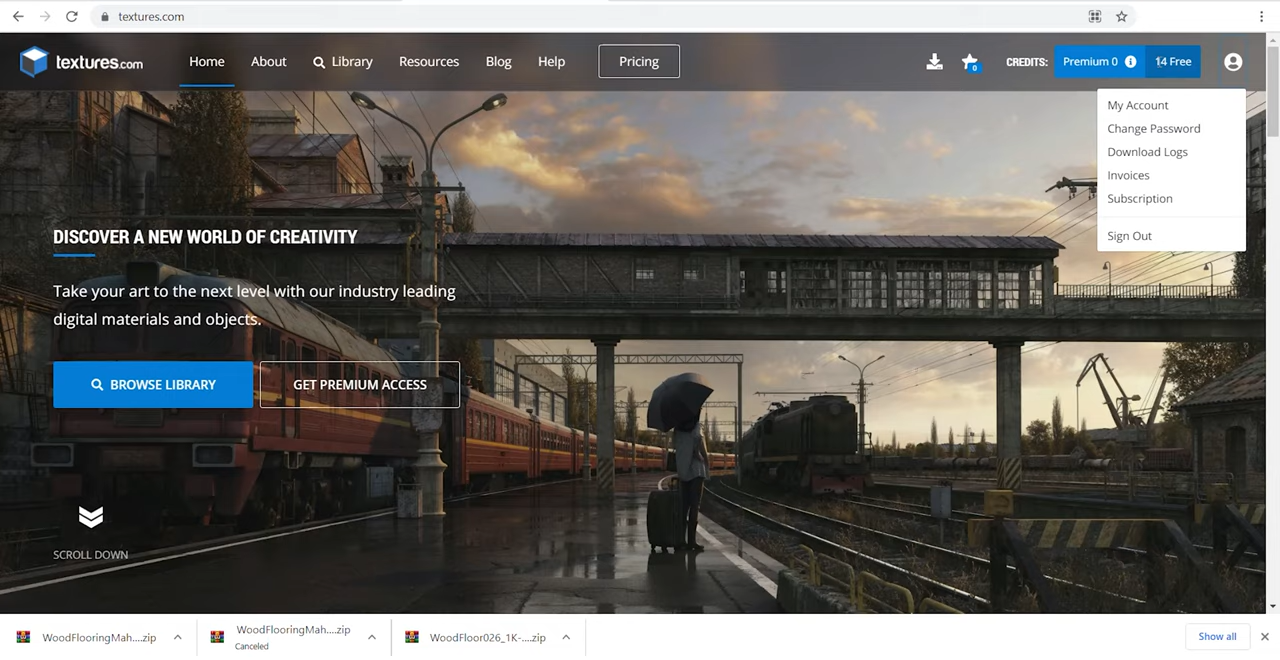 textures.com
textures.com
Home
About
Library
Resources
Blog
Help
Pricing
0
CREDITS:
Premium 0
14 Free
My Account
Change Password
Download Logs
Invoices
Subscription
Sign Out
DISCOVER A NEW WORLD OF CREATIVITY
Take your art to the next level with our industry leading
digital materials and objects.
BROWSE LIBRARY
GET PREMIUM ACCESS
SCROLL DOWN
WoodFlooringMah....zip
WoodFlooringMah....zip
Canceled
WoodFloor026_1K-....zip
Show all